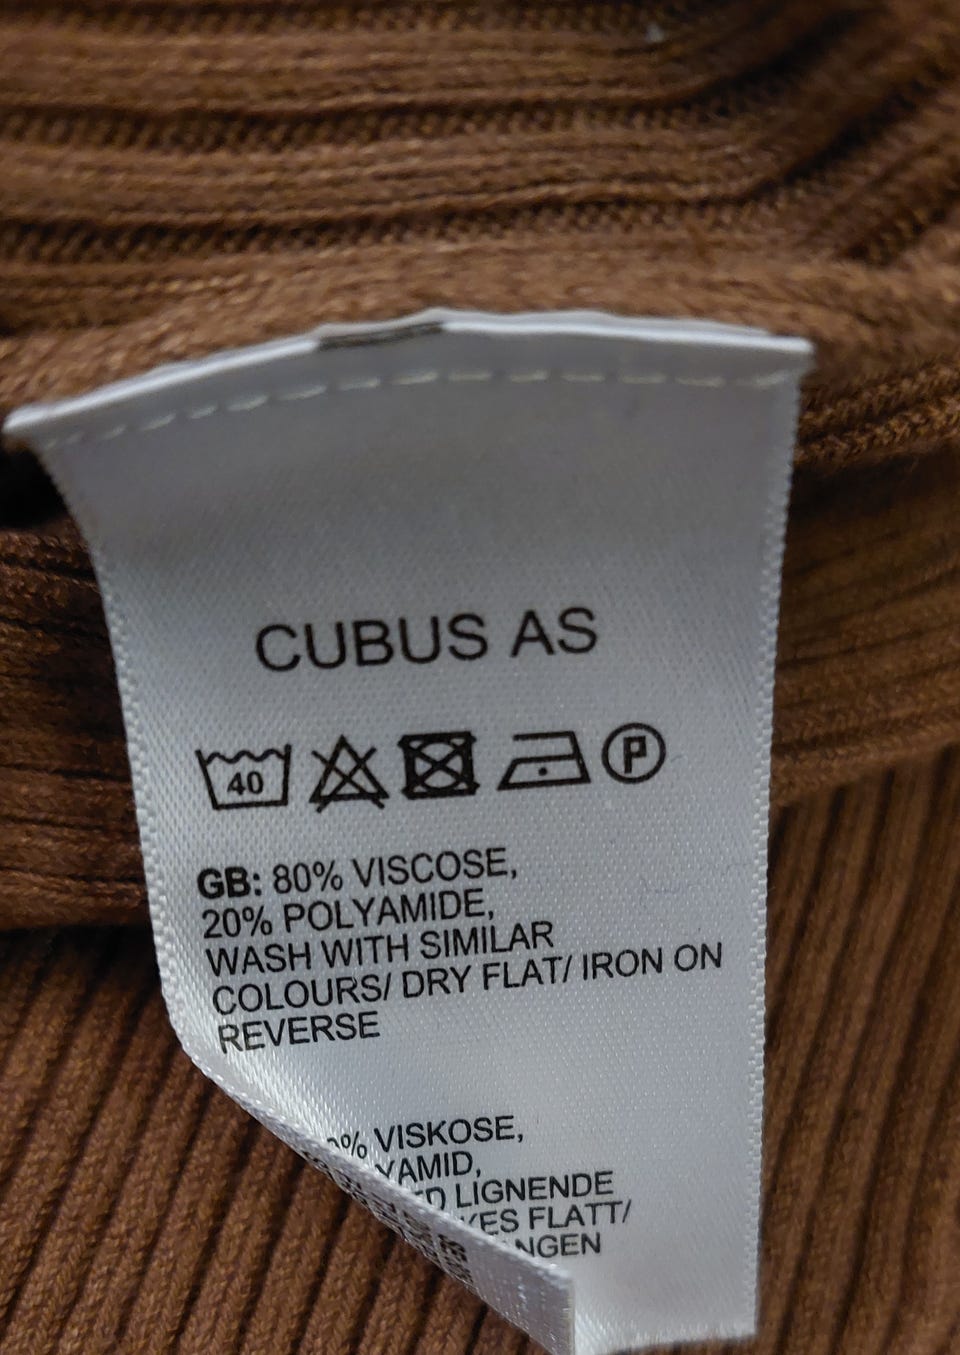 CUBUS AS
40
P
GB: 80% VISCOSE,
20% POLYAMIDE,
WASH WITH SIMILAR
COLOURS/ DRY FLAT/ IRON ON
REVERSE
% VISKOSE,
LIGNENDE
FLATT/